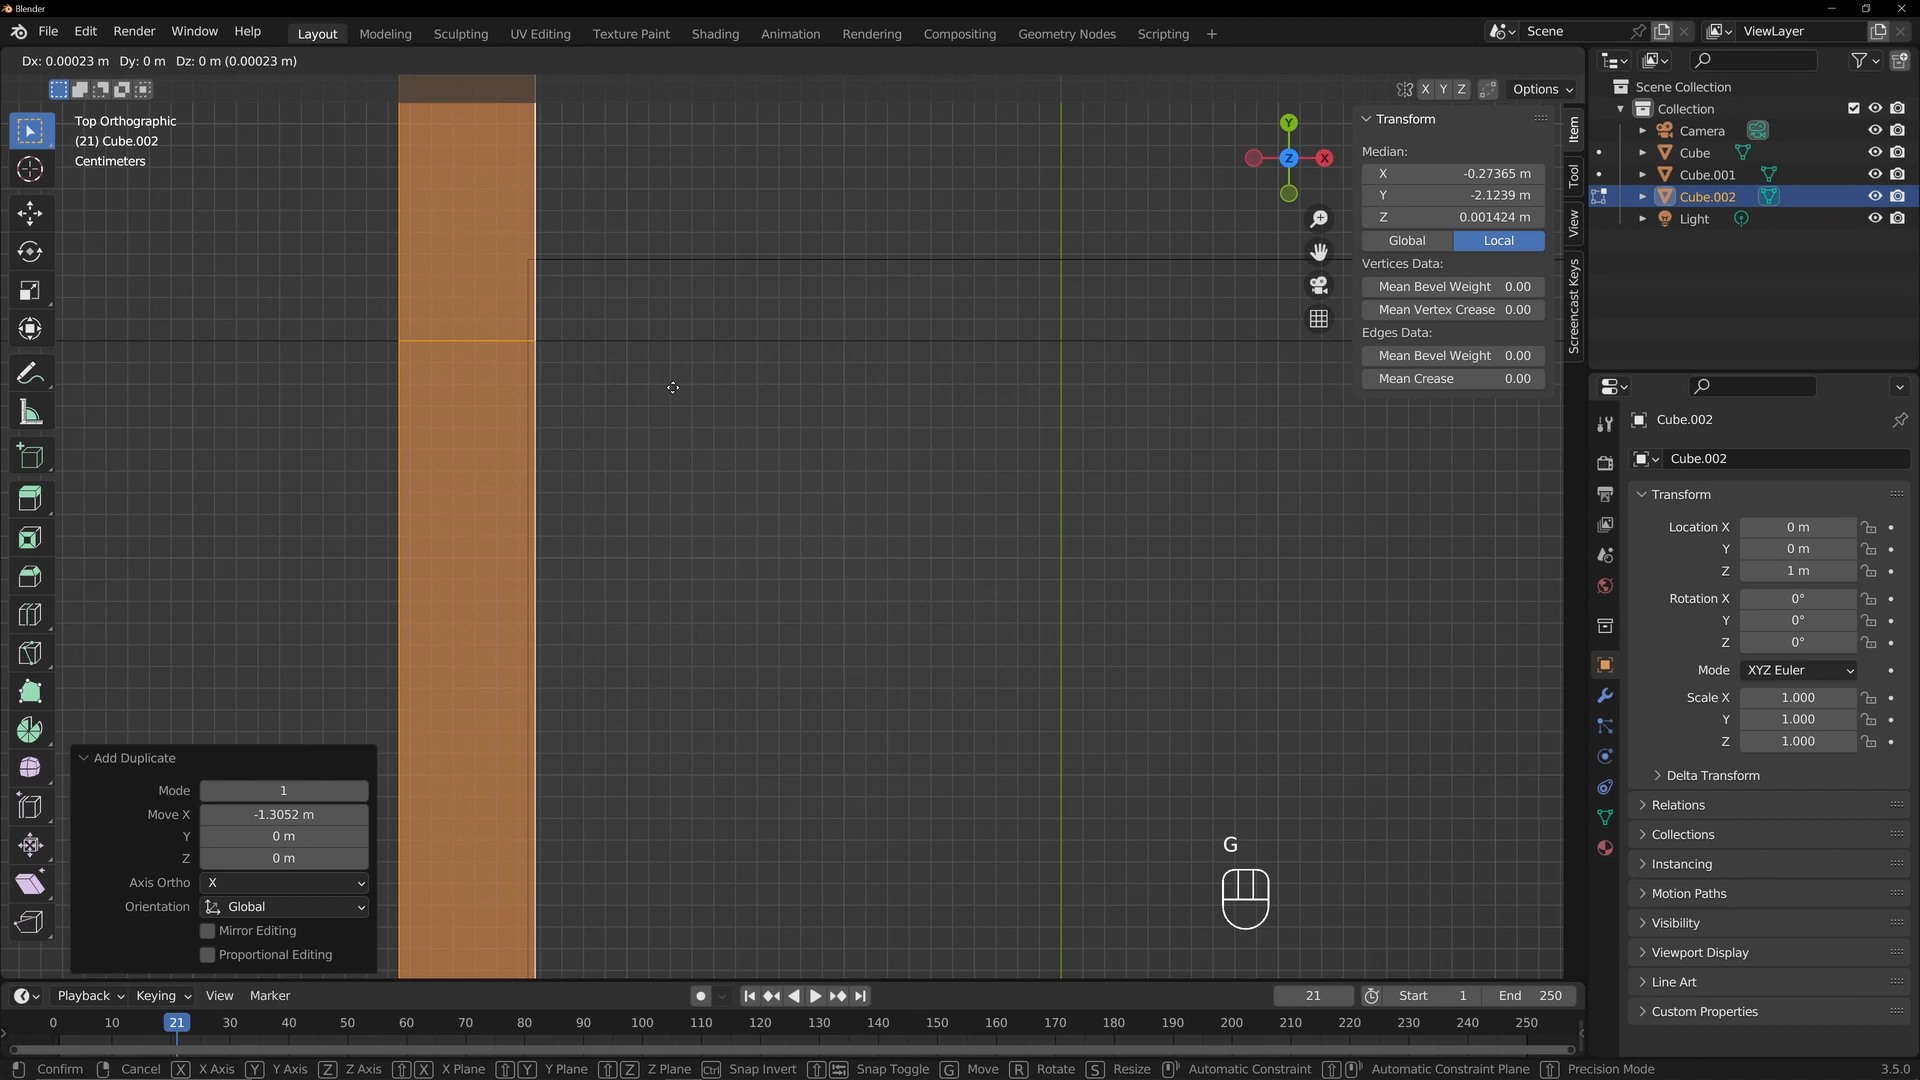 Blender
File Edit Render Window Help
Layout Modeling Sculpting UV Editing Texture Paint Shading Animation Rendering Compositing Geometry Nodes Scripting +
Scene
ViewLayer
Dx: 0.00023 m Dy: 0 m Dz: 0 m (0.00023 m)
X Y Z
Options
Top Orthographic
(21) Cube.002
Centimeters
Y
Z
X
Transform
Median:
X -0.27365 m
Y -2.1239 m
Z 0.001424 m
Global Local
Vertices Data:
Mean Bevel Weight 0.00
Mean Vertex Crease 0.00
Edges Data:
Mean Bevel Weight 0.00
Mean Crease 0.00
Item
Tool
View
Screencast Keys
Scene Collection
Collection
Camera
Cube
Cube.001
Cube.002
Light
Cube.002
Cube.002
Transform
Location X 0 m
Y 0 m
Z 1 m
Rotation X 0°
Y 0°
Z 0°
Mode XYZ Euler
Scale X 1.000
Y 1.000
Z 1.000
Delta Transform
Relations
Collections
Instancing
Motion Paths
Visibility
Viewport Display
Line Art
Custom Properties
Add Duplicate
Mode 1
Move X -1.3052 m
Y 0 m
Z 0 m
Axis Ortho X
Orientation Global
Mirror Editing
Proportional Editing
G
Playback Keying View Marker
21 Start 1 End 250
0 10 21 30 40 50 60 70 80 90 100 110 120 130 140 150 160 170 180 190 200 210 220 230 240 250
Confirm Cancel X X Axis Y Y Axis Z Z Axis X X Plane Y Y Plane Z Z Plane Ctrl Snap Invert Snap Toggle G Move R Rotate S Resize Automatic Constraint Automatic Constraint Plane Precision Mode 3.5.0